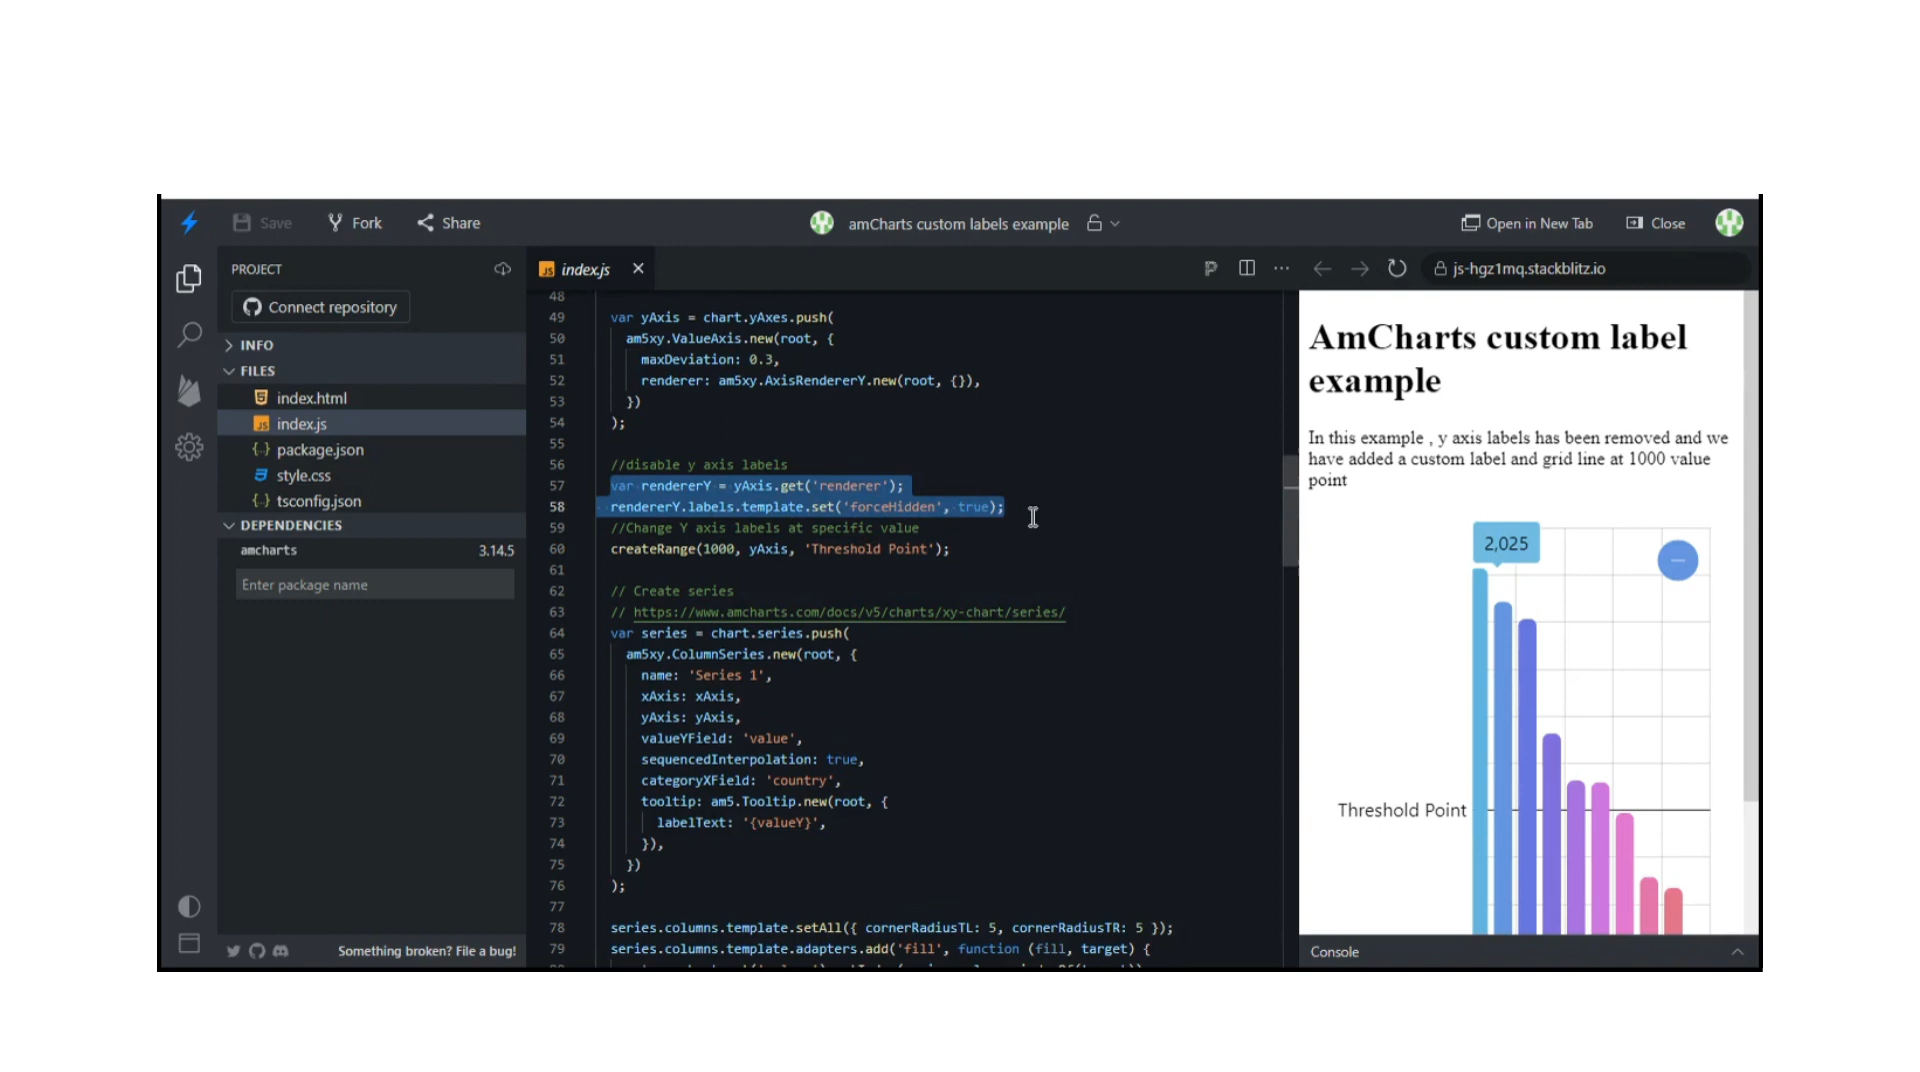 Save
Fork
Share
amCharts custom labels example
Open in New Tab
Close
PROJECT
Connect repository
INFO
FILES
index.html
index.js
package.json
style.css
tsconfig.json
DEPENDENCIES
amcharts 3.14.5
Enter package name
Something broken? File a bug!
JS index.js
48
49 var yAxis = chart.yAxes.push(
50 am5xy.ValueAxis.new(root, {
51 maxDeviation: 0.3,
52 renderer: am5xy.AxisRendererY.new(root, {}),
53 })
54 );
55
56 //disable y axis labels
57 var rendererY = yAxis.get('renderer');
58 rendererY.labels.template.set('forceHidden', true);
59 //Change Y axis labels at specific value
60 createRange(1000, yAxis, 'Threshold Point');
61
62 // Create series
63 // https://www.amcharts.com/docs/v5/charts/xy-chart/series/
64 var series = chart.series.push(
65 am5xy.ColumnSeries.new(root, {
66 name: 'Series 1',
67 xAxis: xAxis,
68 yAxis: yAxis,
69 valueYField: 'value',
70 sequencedInterpolation: true,
71 categoryXField: 'country',
72 tooltip: am5.Tooltip.new(root, {
73 labelText: '{valueY}',
74 }),
75 })
76 );
77
78 series.columns.template.setAll({ cornerRadiusTL: 5, cornerRadiusTR: 5 });
79 series.columns.template.adapters.add('fill', function (fill, target) {
js-hgz1mq.stackblitz.io
AmCharts custom label
example
In this example , y axis labels has been removed and we
have added a custom label and grid line at 1000 value
point
2,025
Threshold Point
Console